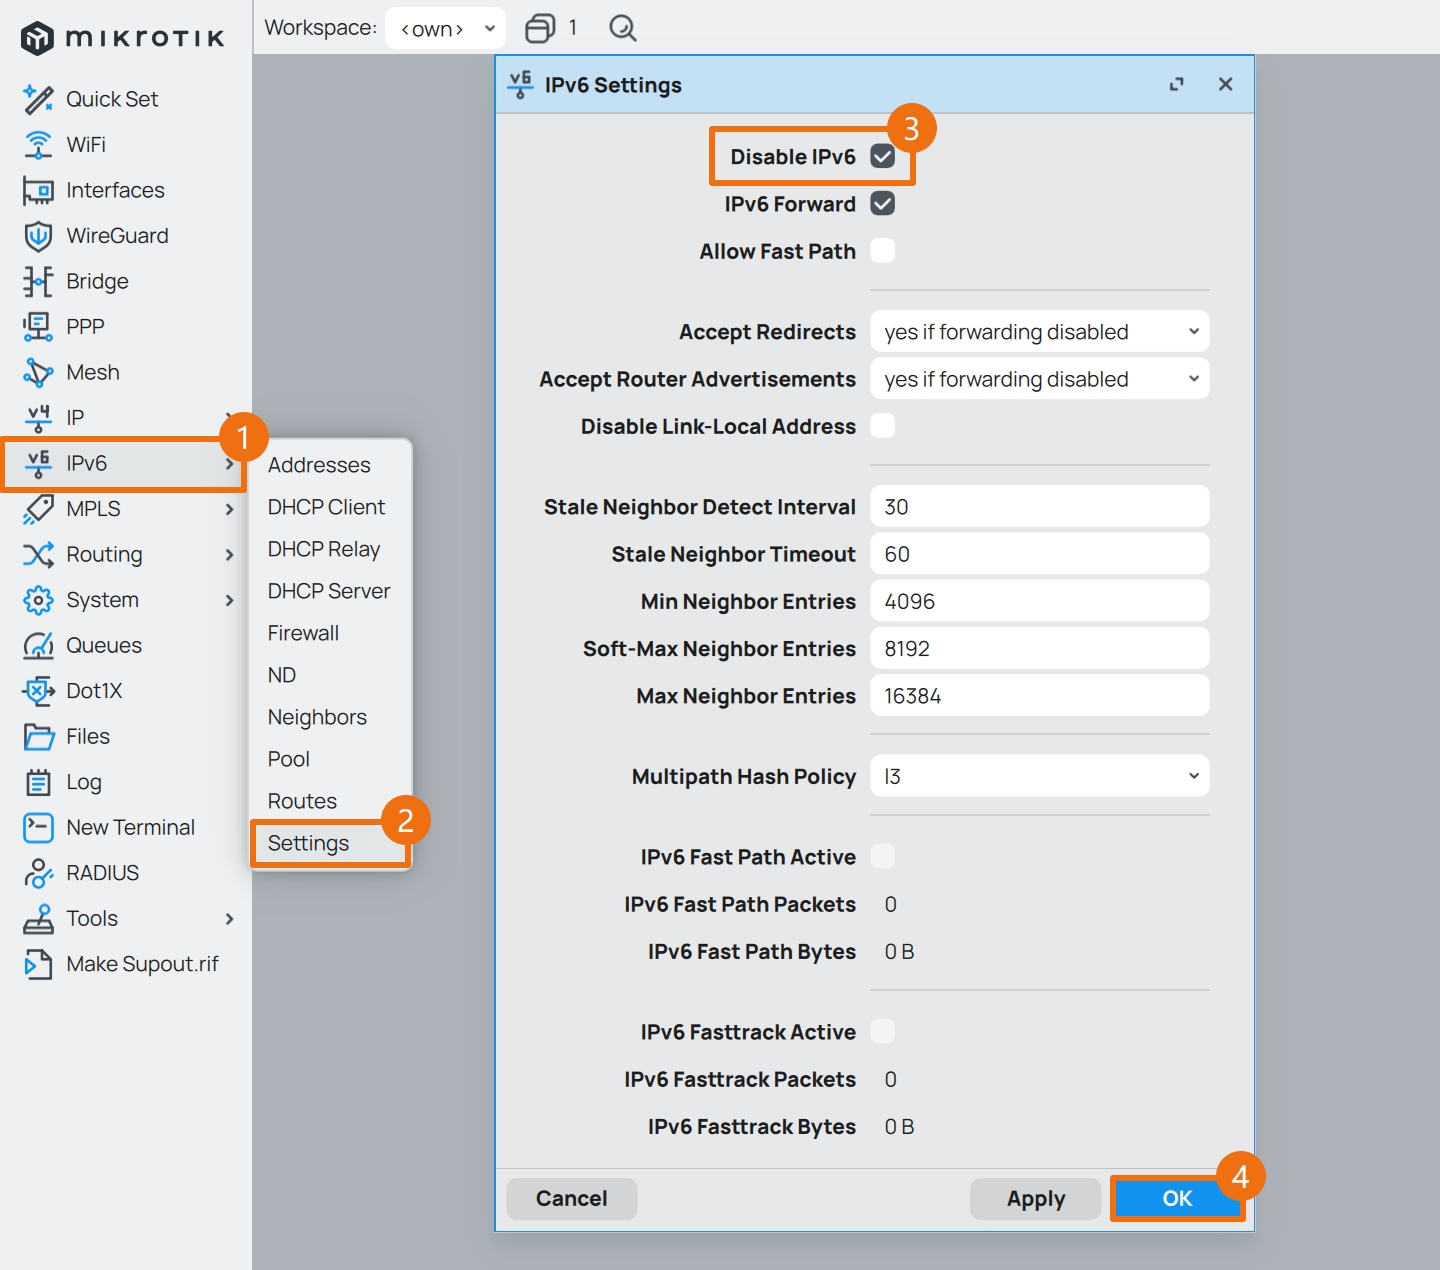 mikrotik
Workspace: <own> 1
Quick Set
WiFi
Interfaces
WireGuard
Bridge
PPP
Mesh
v4 IP
v6 IPv6 1
MPLS
Routing
System
Queues
Dot1X
Files
Log
New Terminal
RADIUS
Tools
Make Supout.rif
Addresses
DHCP Client
DHCP Relay
DHCP Server
Firewall
ND
Neighbors
Pool
Routes
Settings 2
v6 IPv6 Settings
Disable IPv6 3
IPv6 Forward
Allow Fast Path
Accept Redirects yes if forwarding disabled
Accept Router Advertisements yes if forwarding disabled
Disable Link-Local Address
Stale Neighbor Detect Interval 30
Stale Neighbor Timeout 60
Min Neighbor Entries 4096
Soft-Max Neighbor Entries 8192
Max Neighbor Entries 16384
Multipath Hash Policy l3
IPv6 Fast Path Active
IPv6 Fast Path Packets 0
IPv6 Fast Path Bytes 0 B
IPv6 Fasttrack Active
IPv6 Fasttrack Packets 0
IPv6 Fasttrack Bytes 0 B
Cancel Apply OK 4